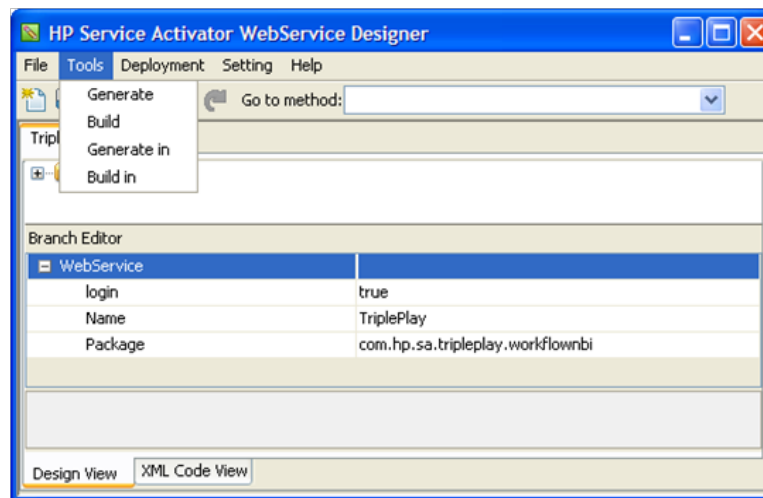 HP Service Activator WebService Designer
File Tools Deployment Setting Help
Generate
Go to method:
Build
Generate in
Build in
Tripl
Branch Editor
WebService
login true
Name TriplePlay
Package com.hp.sa.tripleplay.workflownbi
Design View XML Code View